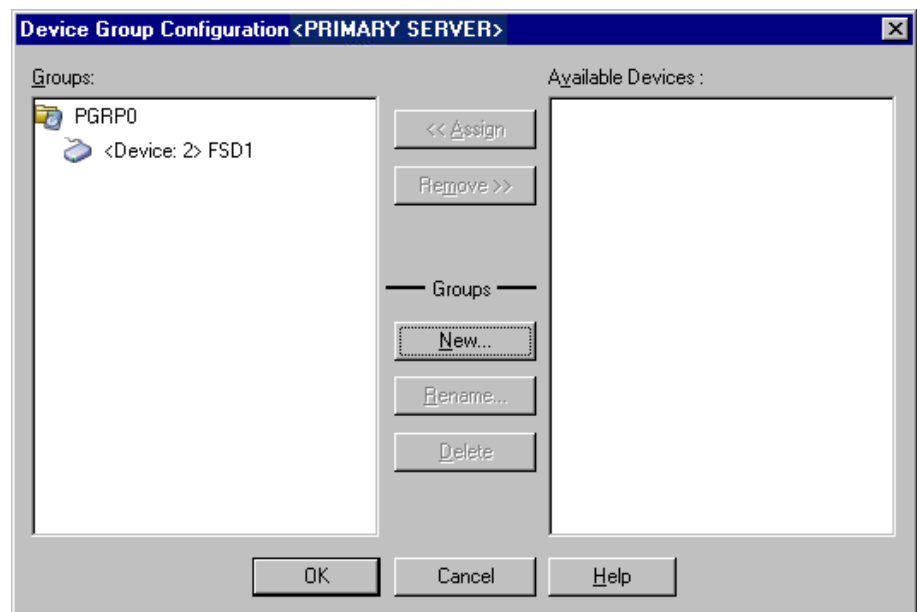 Device Group Configuration <PRIMARY SERVER>
Groups:
PGRP0
<Device: 2> FSD1
<< Assign
Remove >>
Groups
New...
Rename...
Delete
Available Devices :
OK
Cancel
Help